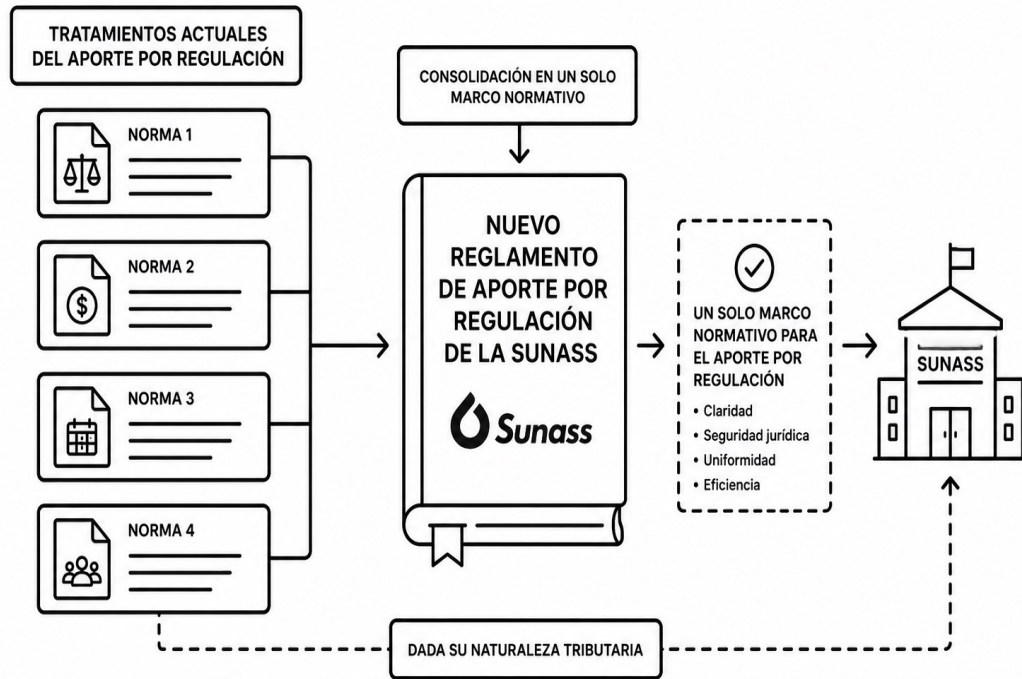 TRATAMIENTOS ACTUALES
DEL APORTE POR REGULACIÓN
NORMA 1
NORMA 2
$
NORMA 3
NORMA 4
CONSOLIDACIÓN EN UN SOLO
MARCO NORMATIVO
NUEVO
REGLAMENTO
DE APORTE POR
REGULACIÓN
DE LA SUNASS
Sunass
UN SOLO MARCO
NORMATIVO PARA
EL APORTE POR
REGULACIÓN
• Claridad
• Seguridad jurídica
• Uniformidad
• Eficiencia
SUNASS
DADA SU NATURALEZA TRIBUTARIA